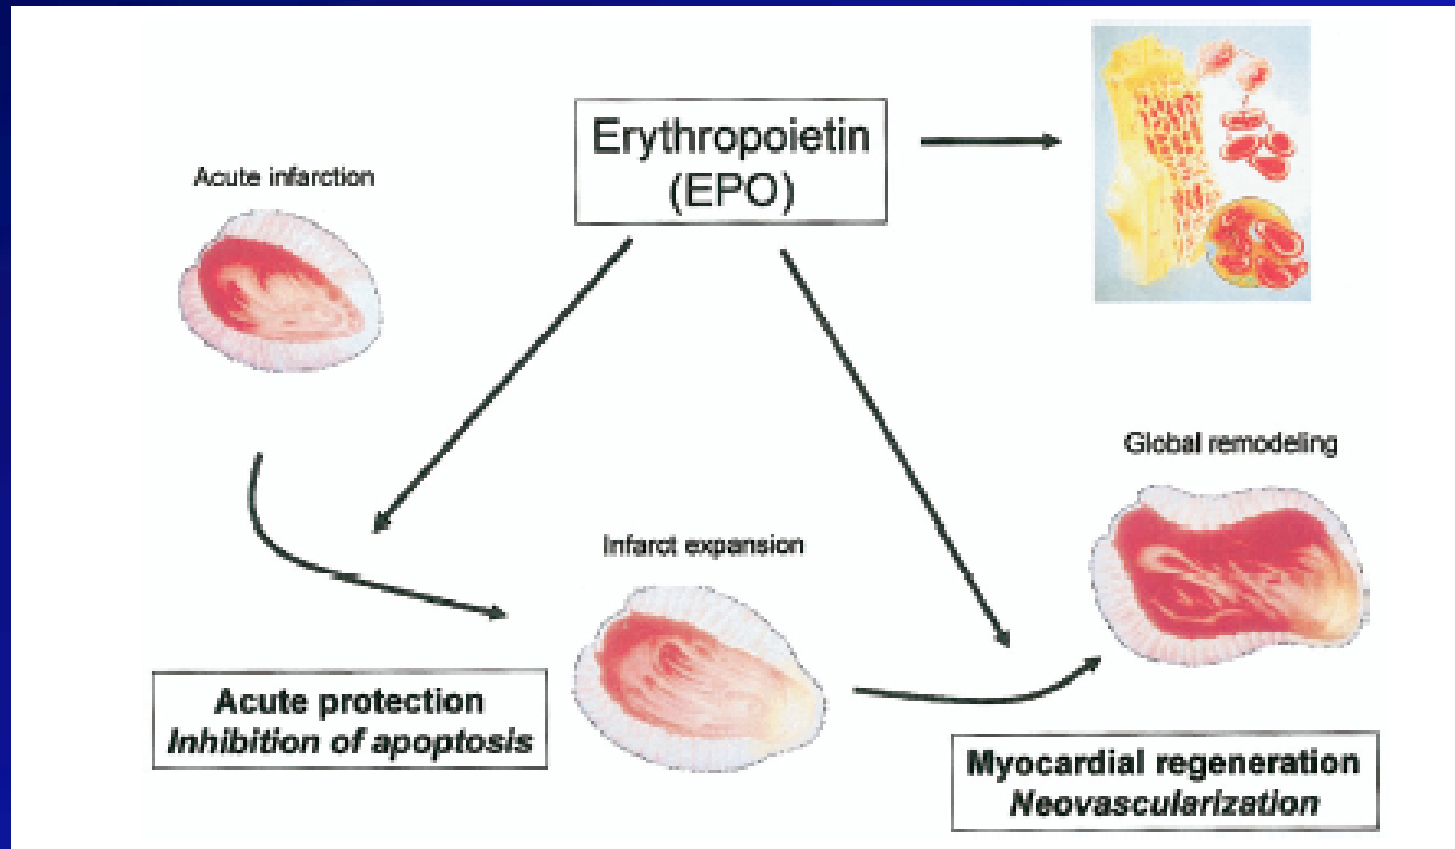 Erythropoietin
(EPO)
Acute infarction
Global remodeling
Infarct expansion
Acute protection
Inhibition of apoptosis
Myocardial regeneration
Neovascularization